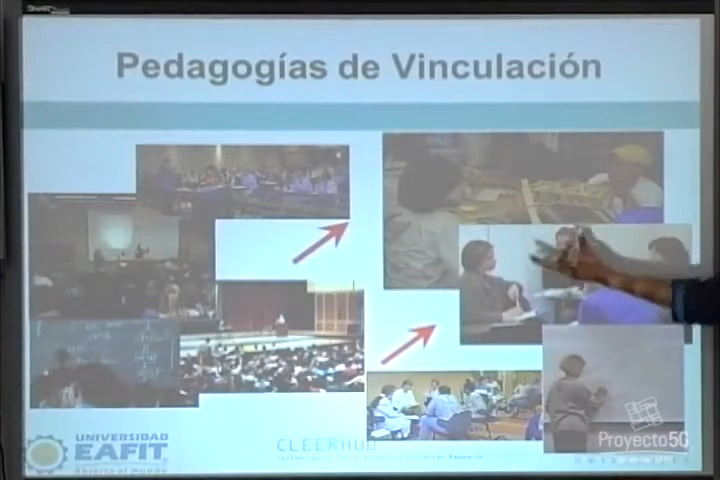 Pedagogías de Vinculación
UNIVERSIDAD
EAFIT
Abierta al mundo
CLEERHUB
Proyecto50